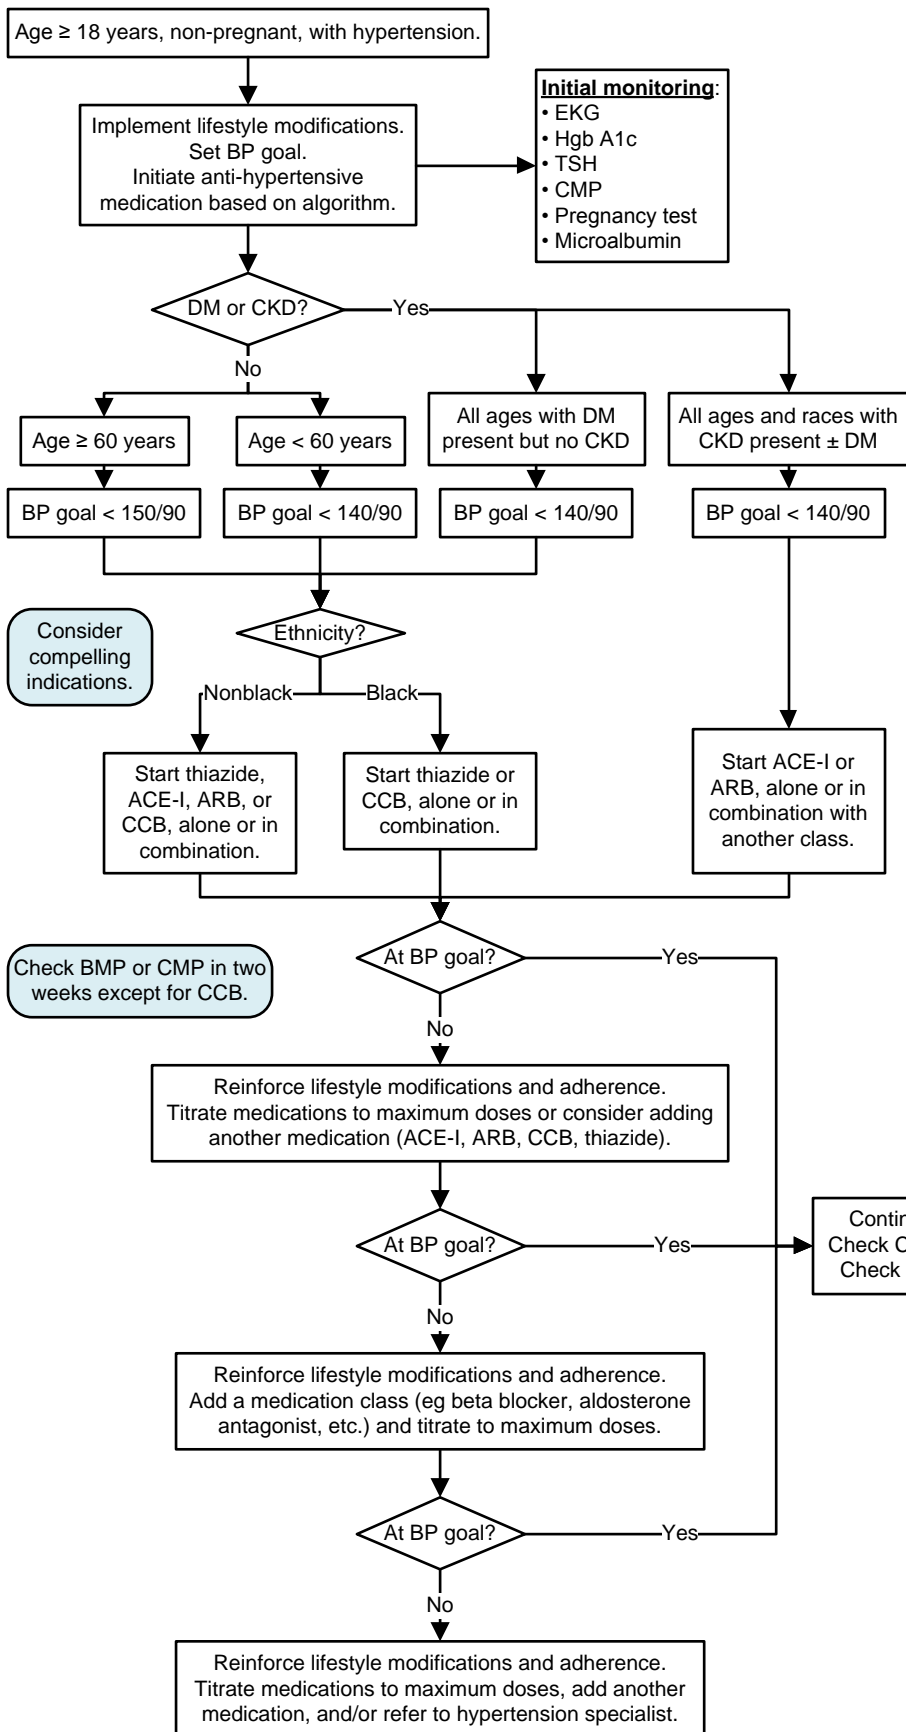 Age ≥ 18 years, non-pregnant, with hypertension.
Implement lifestyle modifications.
Set BP goal.
Initiate anti-hypertensive
medication based on algorithm.
Initial monitoring:
• EKG
• Hgb A1c
• TSH
• CMP
• Pregnancy test
• Microalbumin
DM or CKD?
Yes
No
Age ≥ 60 years
Age < 60 years
All ages with DM
present but no CKD
All ages and races with
CKD present ± DM
BP goal < 150/90
BP goal < 140/90
BP goal < 140/90
BP goal < 140/90
Consider
compelling
indications.
Ethnicity?
Nonblack
Black
Start thiazide,
ACE-I, ARB, or
CCB, alone or in
combination.
Start thiazide or
CCB, alone or in
combination.
Start ACE-I or
ARB, alone or in
combination with
another class.
Check BMP or CMP in two
weeks except for CCB.
At BP goal?
Yes
No
Reinforce lifestyle modifications and adherence.
Titrate medications to maximum doses or consider adding
another medication (ACE-I, ARB, CCB, thiazide).
At BP goal?
Yes
Contin
Check C
Check
No
Reinforce lifestyle modifications and adherence.
Add a medication class (eg beta blocker, aldosterone
antagonist, etc.) and titrate to maximum doses.
At BP goal?
Yes
No
Reinforce lifestyle modifications and adherence.
Titrate medications to maximum doses, add another
medication, and/or refer to hypertension specialist.